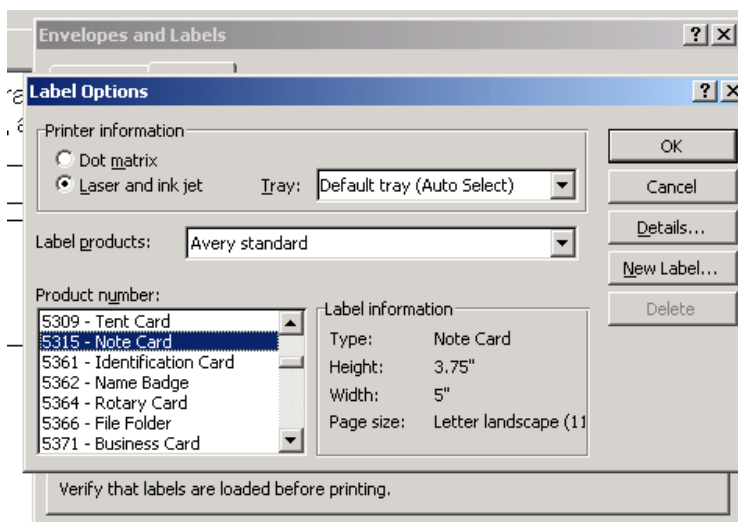 Envelopes and Labels
Label Options
Printer information
Dot matrix
Laser and ink jet Tray: Default tray (Auto Select)
Label products: Avery standard
Product number:
5309 - Tent Card
5315 - Note Card
5361 - Identification Card
5362 - Name Badge
5364 - Rotary Card
5366 - File Folder
5371 - Business Card
Label information
Type: Note Card
Height: 3.75"
Width: 5"
Page size: Letter landscape (11
OK
Cancel
Details...
New Label...
Delete
Verify that labels are loaded before printing.